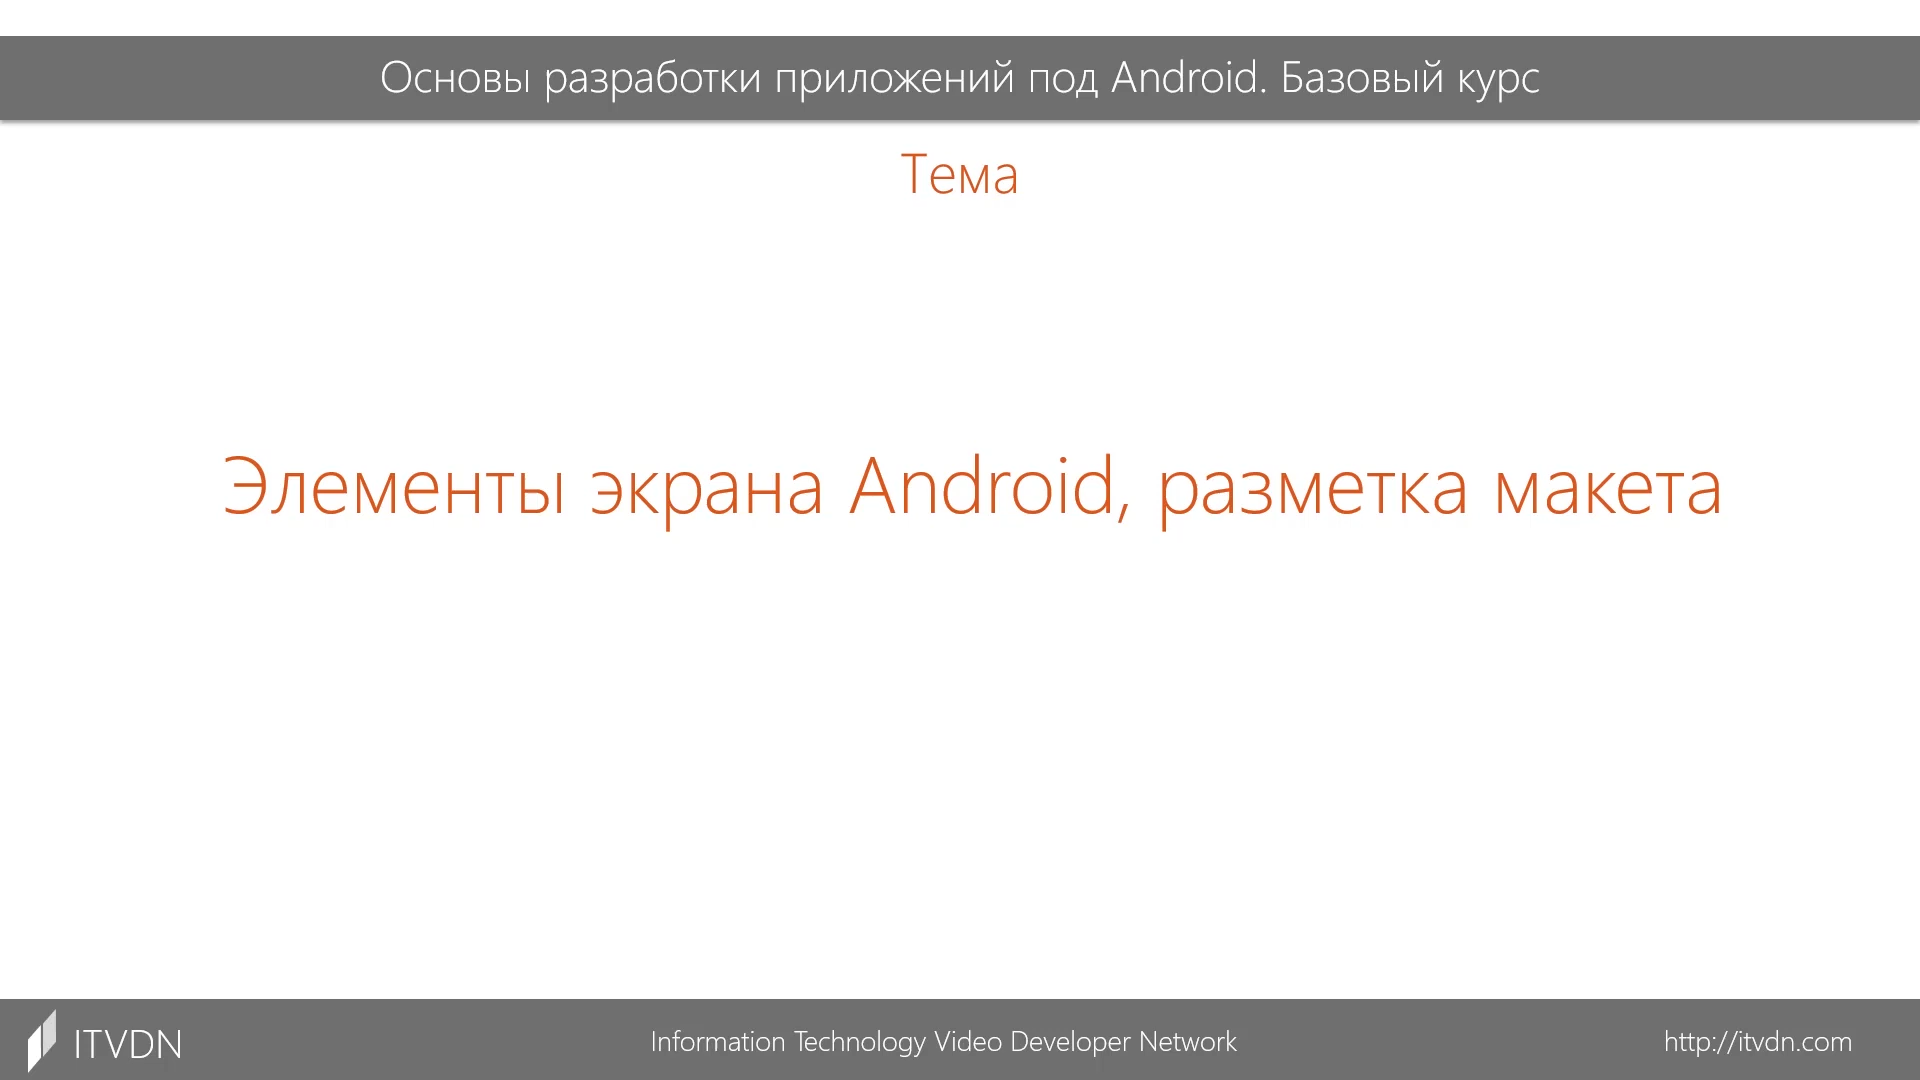 Основы разработки приложений под Android. Базовый курс
Тема
Элементы экрана Android, разметка макета
ITVDN
Information Technology Video Developer Network
http://itvdn.com